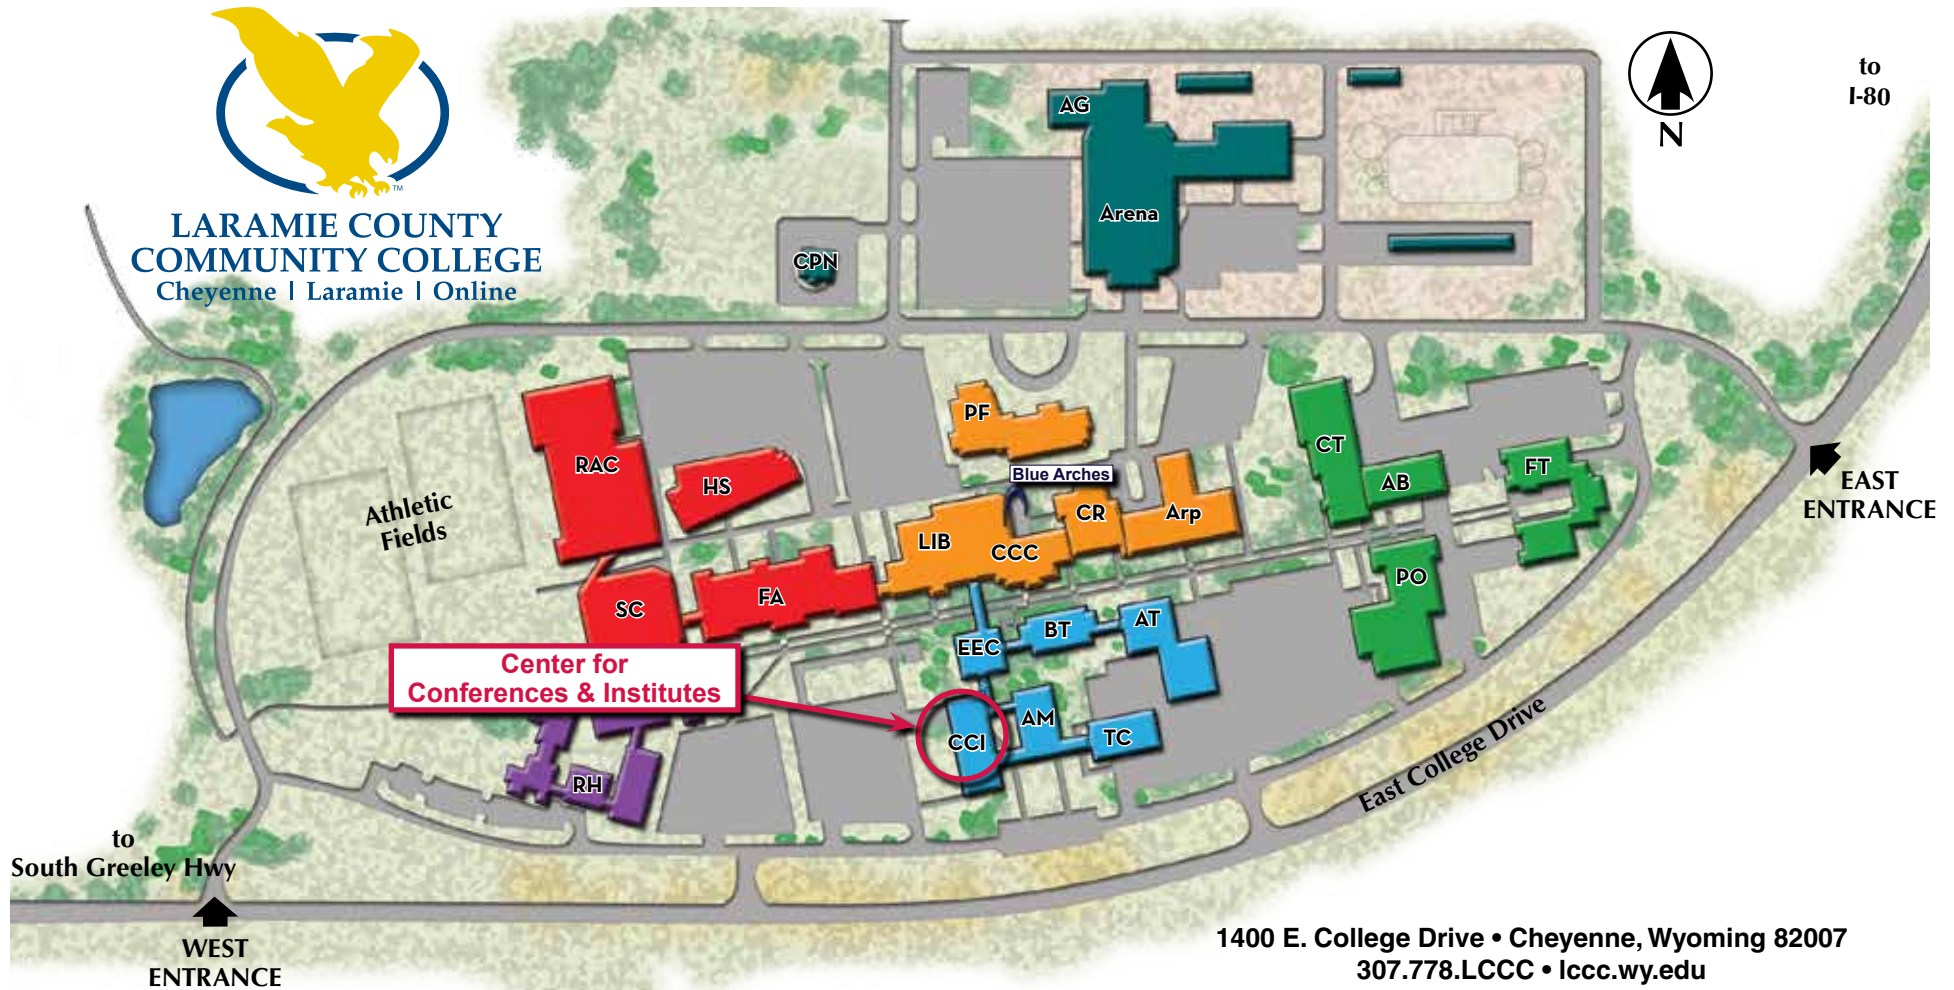 LARAMIE COUNTY
COMMUNITY COLLEGE
Cheyenne | Laramie | Online
TM
N
to
I-80
AG
Arena
CPN
PF
Blue Arches
RAC
HS
CT
AB
FT
EAST
ENTRANCE
Athletic
Fields
LIB
CCC
CR
Arp
SC
FA
PO
EEC
BT
AT
Center for
Conferences & Institutes
CCI
AM
TC
RH
East College Drive
to
South Greeley Hwy
WEST
ENTRANCE
1400 E. College Drive • Cheyenne, Wyoming 82007
307.778.LCCC • lccc.wy.edu